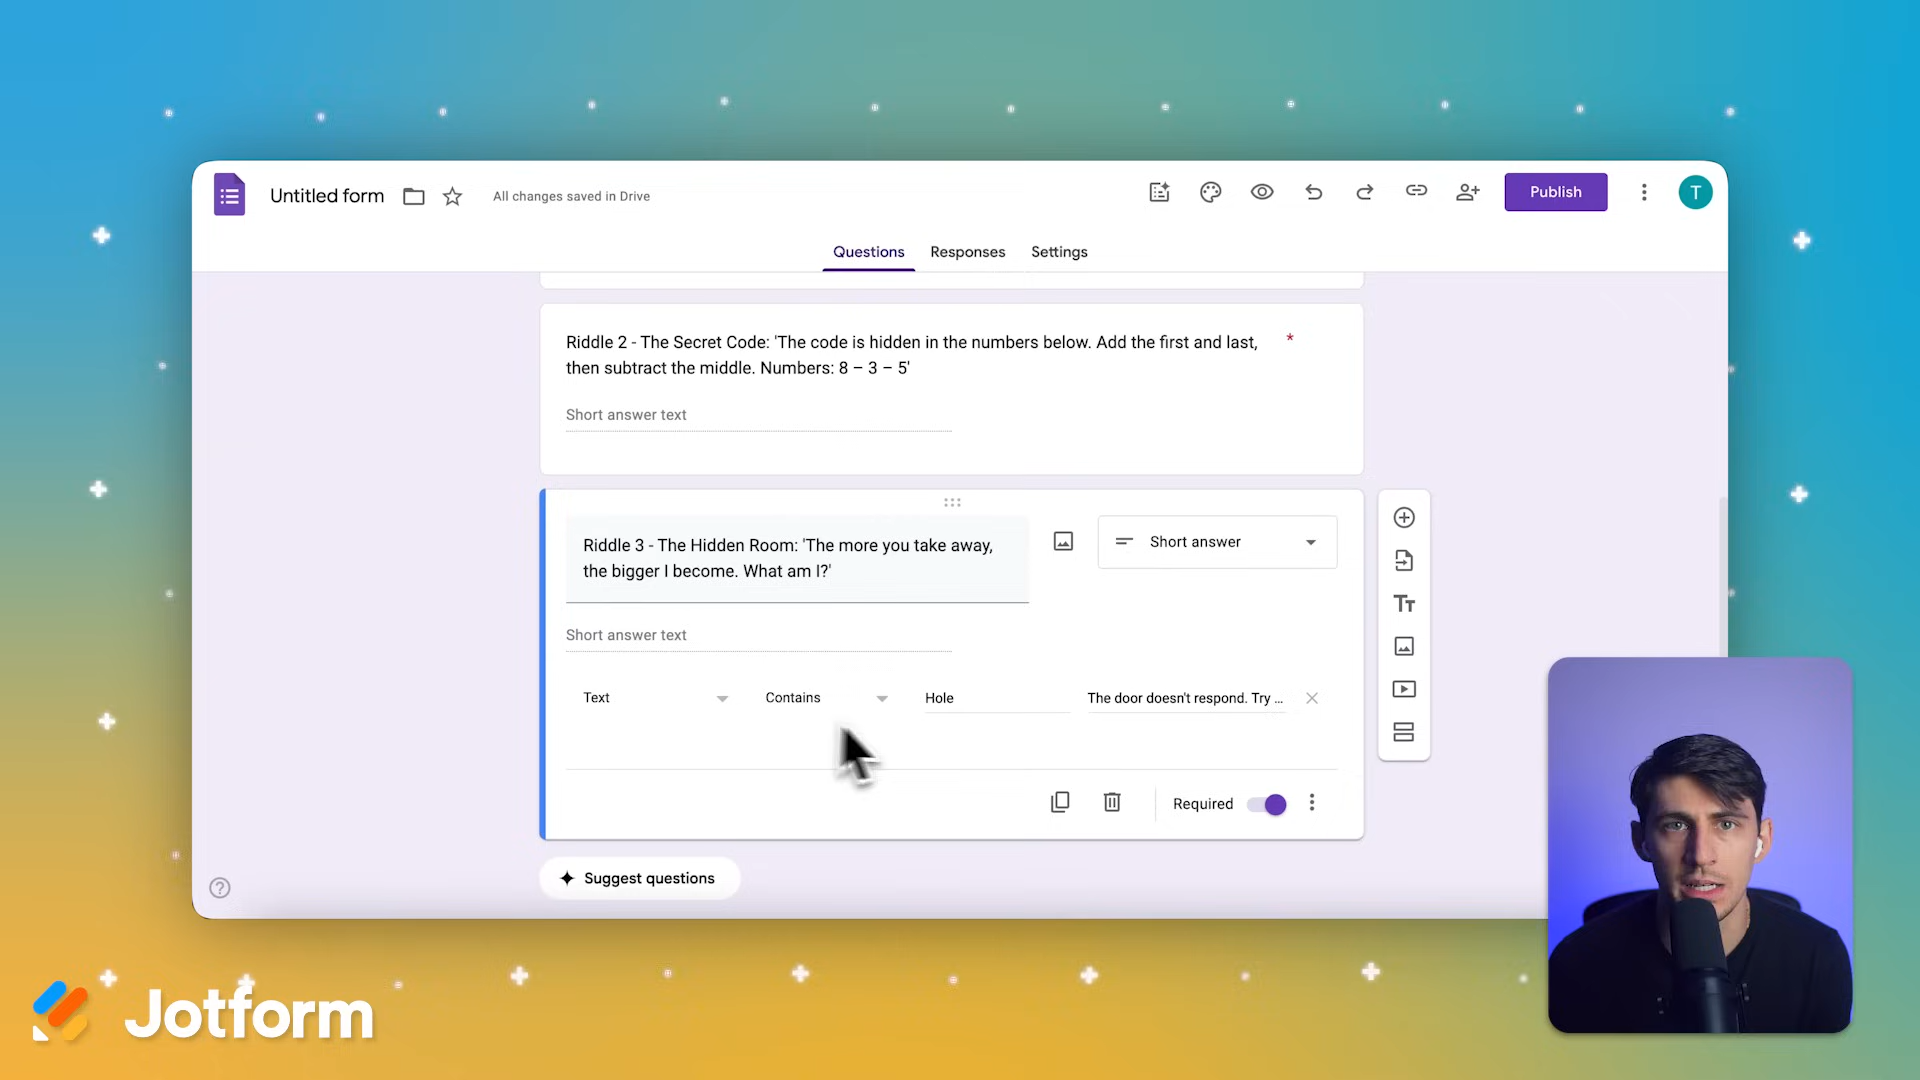 Untitled form
All changes saved in Drive
Publish
T
Questions
Responses
Settings
Riddle 2 - The Secret Code: 'The code is hidden in the numbers below. Add the first and last, *
then subtract the middle. Numbers: 8 – 3 – 5'
Short answer text
Riddle 3 - The Hidden Room: 'The more you take away,
the bigger I become. What am I?'
Short answer
Short answer text
Text
Contains
Hole
The door doesn't respond. Try ...
Required
Suggest questions
Jotform